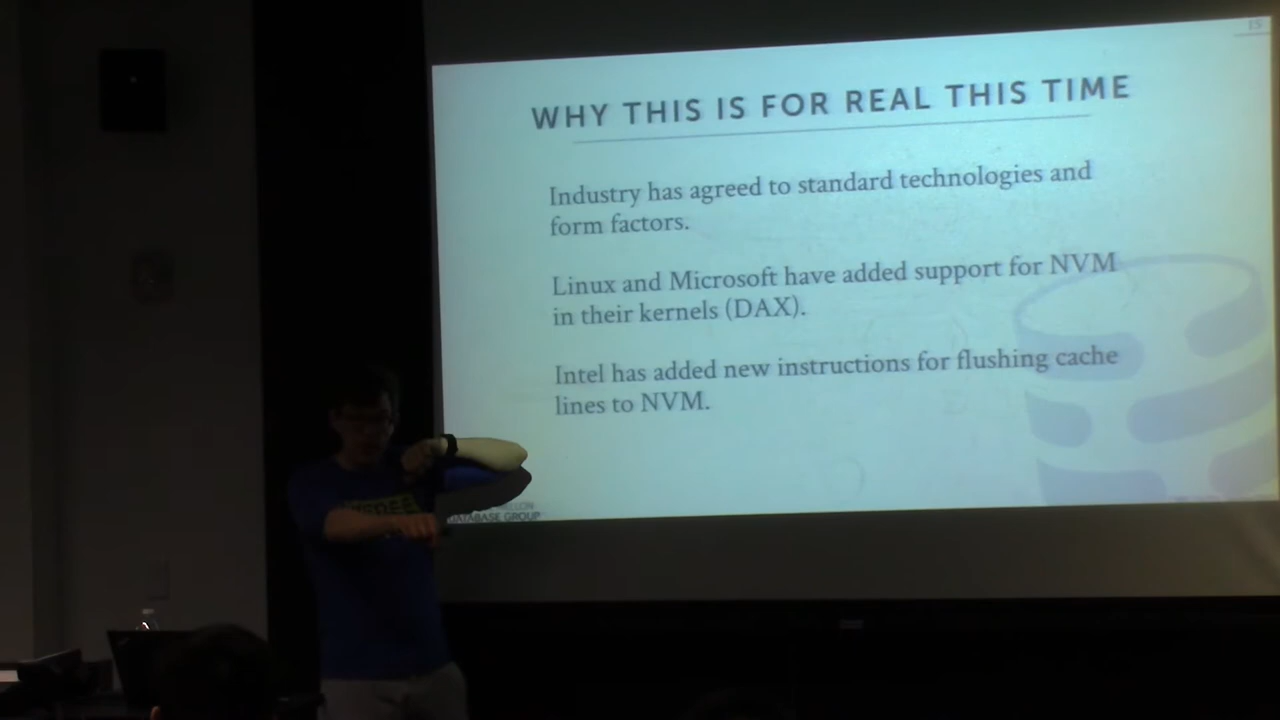 15
WHY THIS IS FOR REAL THIS TIME
Industry has agreed to standard technologies and
form factors.
Linux and Microsoft have added support for NVM
in their kernels (DAX).
Intel has added new instructions for flushing cache
lines to NVM.
DATABASE GROUP